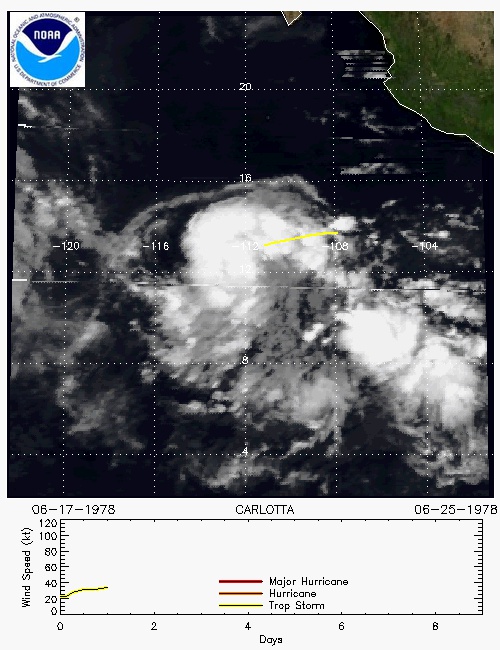 NATIONAL OCEANIC AND ATMOSPHERIC ADMINISTRATION
NOAA
U.S. DEPARTMENT OF COMMERCE
20
16
-120 -116 -112 -108 -104
12
8
4
06-17-1978 CARLOTTA 06-25-1978
Wind Speed (kt)
120
100
80
60
40
20
0
Major Hurricane
Hurricane
Trop Storm
0 2 4 6 8
Days